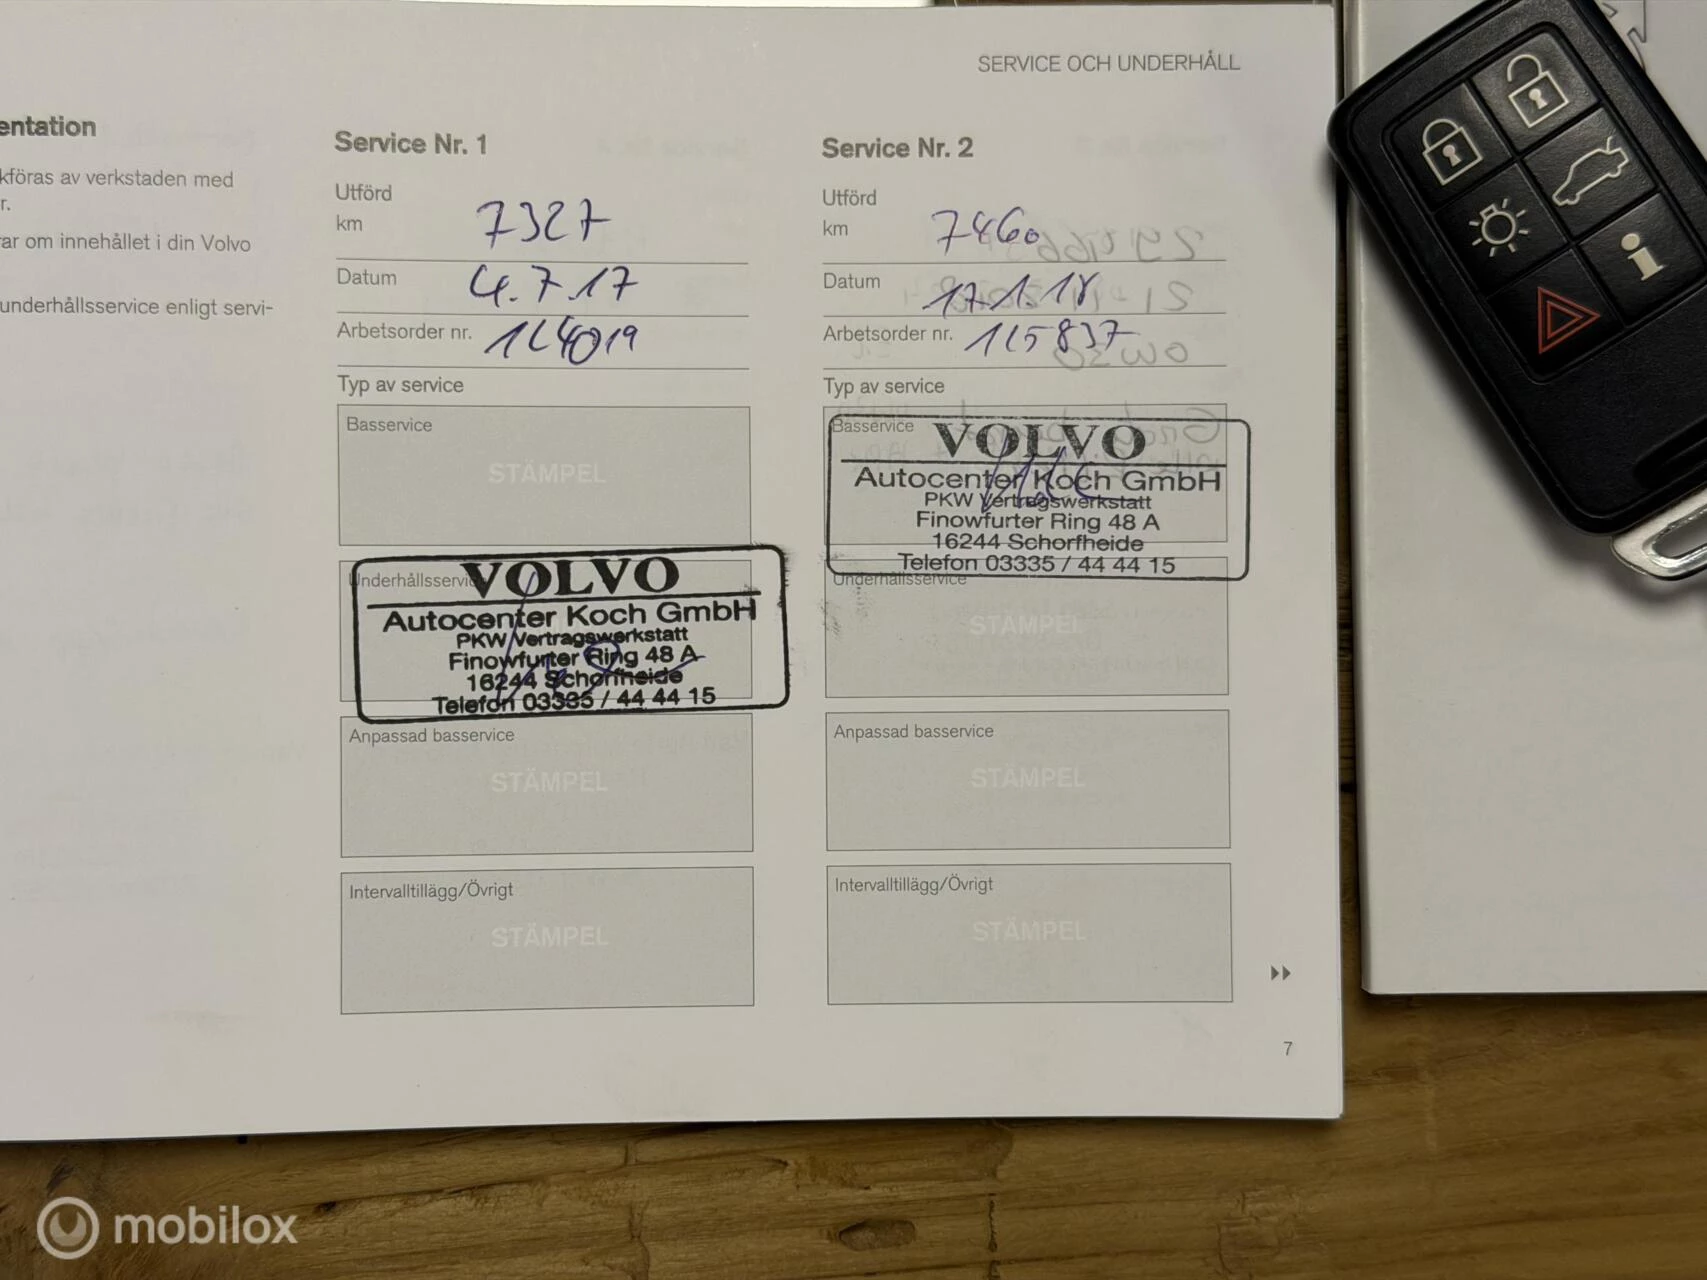 SERVICE OCH UNDERHÅLL
entation
kföras av verkstaden med
r.
rar om innehållet i din Volvo
underhållsservice enligt servi-
Service Nr. 1
Utförd
km 7327
Datum 4.7.17
Arbetsorder nr. 164019
Typ av service
Basservice
STÄMPEL
Underhållsservice
VOLVO
Autocenter Koch GmbH
PKW Vertragswerkstatt
Finowfurter Ring 48 A
16244 Schorfheide
Telefon 03335 / 44 44 15
Anpassad basservice
STÄMPEL
Intervalltillägg/Övrigt
STÄMPEL
Service Nr. 2
Utförd
km 7460
Datum 17.1.18
Arbetsorder nr. 165837
Typ av service
Basservice
VOLVO
Autocenter Koch GmbH
PKW Vertragswerkstatt
Finowfurter Ring 48 A
16244 Schorfheide
Telefon 03335 / 44 44 15
Underhållsservice
STÄMPEL
Anpassad basservice
STÄMPEL
Intervalltillägg/Övrigt
STÄMPEL
7
mobilox